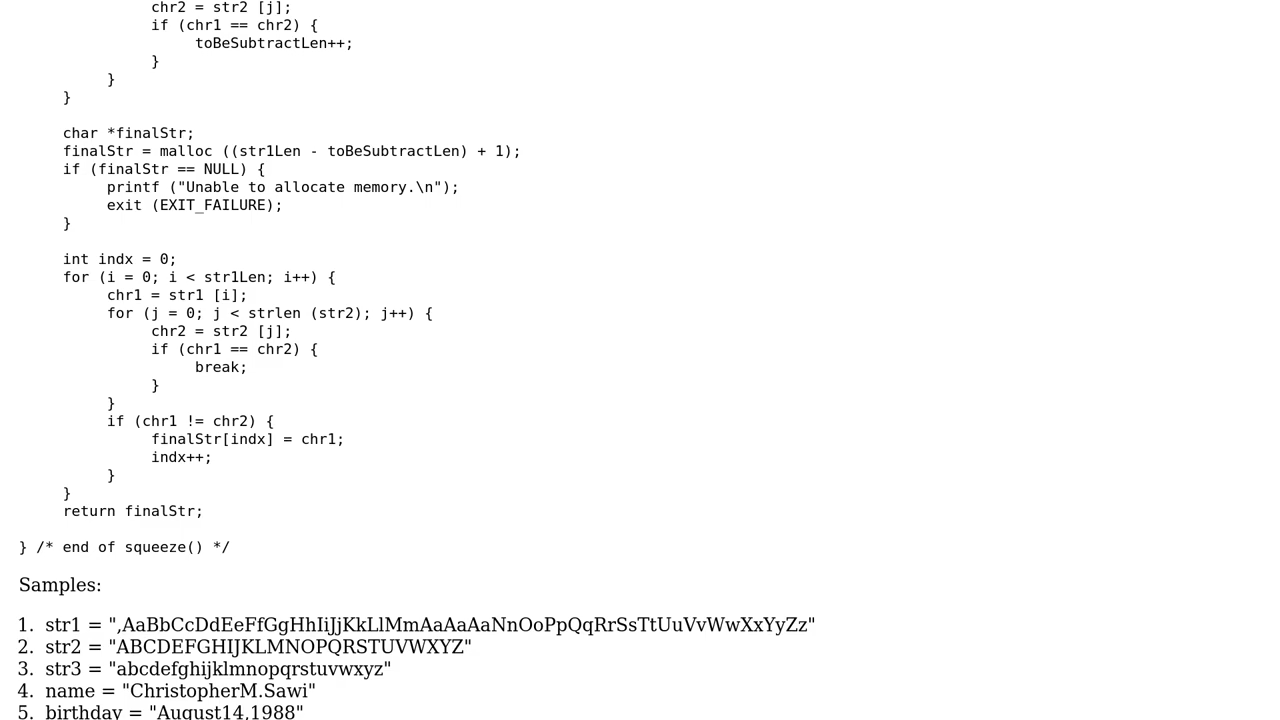 chr2 = str2 [j];
if (chr1 == chr2) {
toBeSubtractLen++;
}
}
}
char *finalStr;
finalStr = malloc ((str1Len - toBeSubtractLen) + 1);
if (finalStr == NULL) {
printf ("Unable to allocate memory.\n");
exit (EXIT_FAILURE);
}
int indx = 0;
for (i = 0; i < str1Len; i++) {
chr1 = str1 [i];
for (j = 0; j < strlen (str2); j++) {
chr2 = str2 [j];
if (chr1 == chr2) {
break;
}
}
if (chr1 != chr2) {
finalStr[indx] = chr1;
indx++;
}
}
return finalStr;
} /* end of squeeze() */
Samples:
1. str1 = ",AaBbCcDdEeFfGgHhIiJjKkLlMmAaAaAaNnOoPpQqRrSsTtUuVvWwXxYyZz"
2. str2 = "ABCDEFGHIJKLMNOPQRSTUVWXYZ"
3. str3 = "abcdefghijklmnopqrstuvwxyz"
4. name = "ChristopherM.Sawi"
5. birthday = "August14,1988"